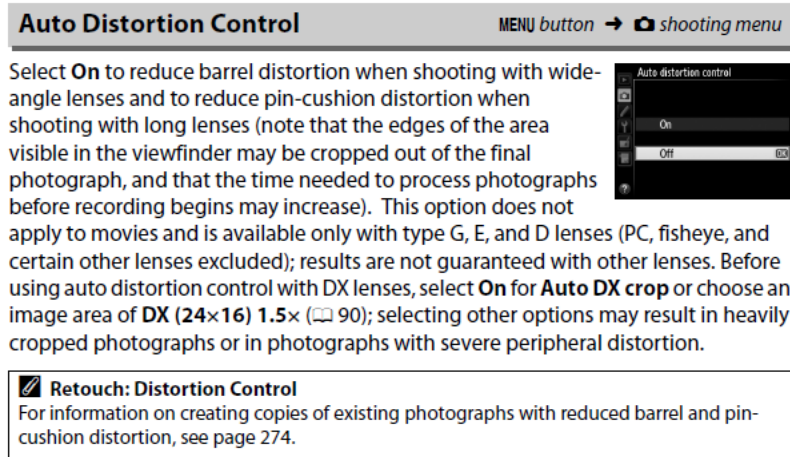 Auto Distortion Control MENU button ➔ shooting menu
Select On to reduce barrel distortion when shooting with wide-
angle lenses and to reduce pin-cushion distortion when
shooting with long lenses (note that the edges of the area
visible in the viewfinder may be cropped out of the final
photograph, and that the time needed to process photographs
before recording begins may increase). This option does not
apply to movies and is available only with type G, E, and D lenses (PC, fisheye, and
certain other lenses excluded); results are not guaranteed with other lenses. Before
using auto distortion control with DX lenses, select On for Auto DX crop or choose an
image area of DX (24×16) 1.5× (90); selecting other options may result in heavily
cropped photographs or in photographs with severe peripheral distortion.
Auto distortion control
On
Off OK
?
Retouch: Distortion Control
For information on creating copies of existing photographs with reduced barrel and pin-
cushion distortion, see page 274.